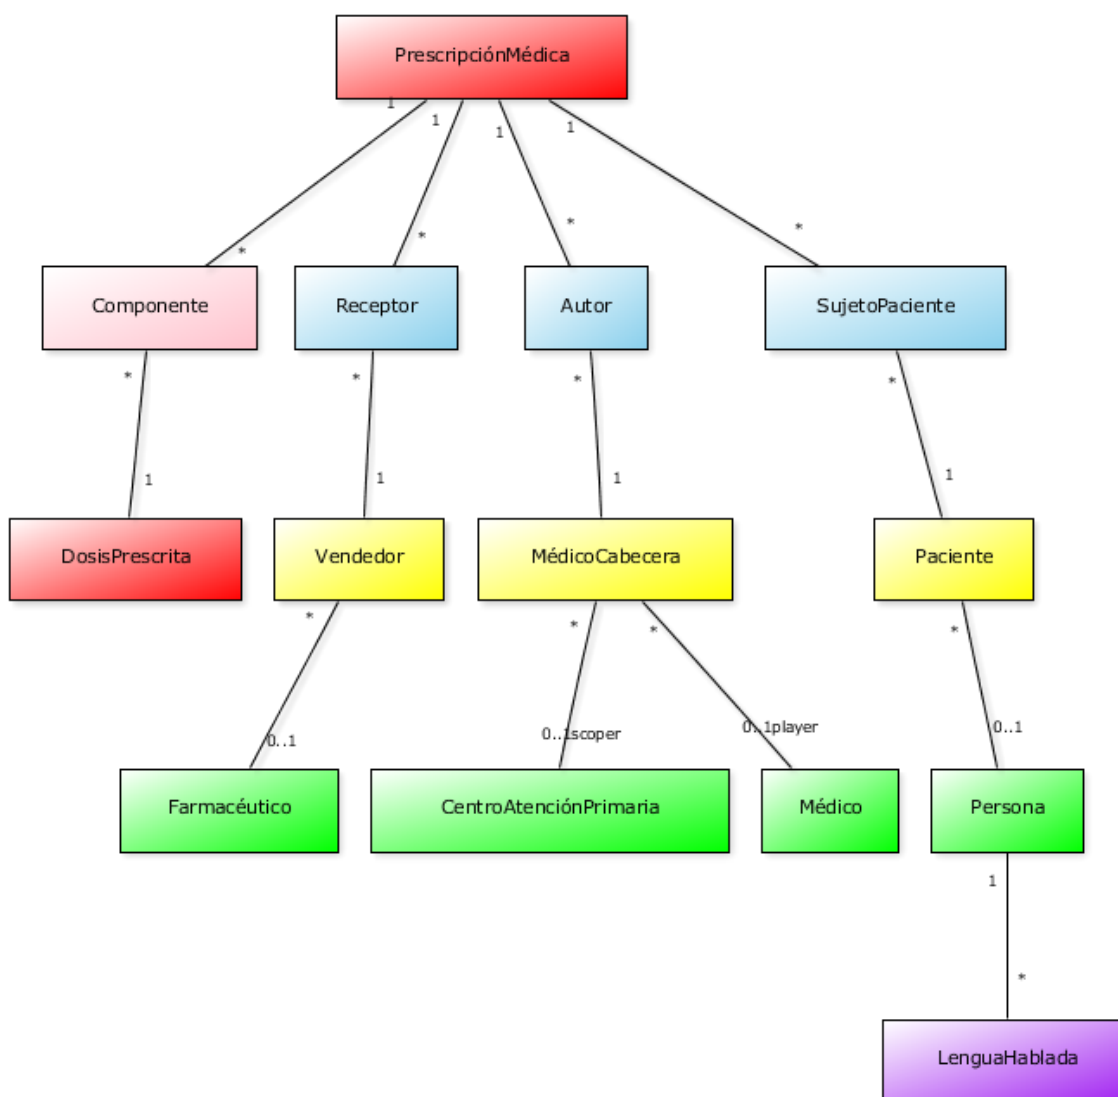 PrescripciónMédica
1
1
1
1
*
*
*
*
Componente
Receptor
Autor
SujetoPaciente
*
*
*
*
1
1
1
1
DosisPrescrita
Vendedor
MédicoCabecera
Paciente
*
*
*
*
0..1
0..1scoper
0..1player
0..1
Farmacéutico
CentroAtenciónPrimaria
Médico
Persona
1
*
LenguaHablada